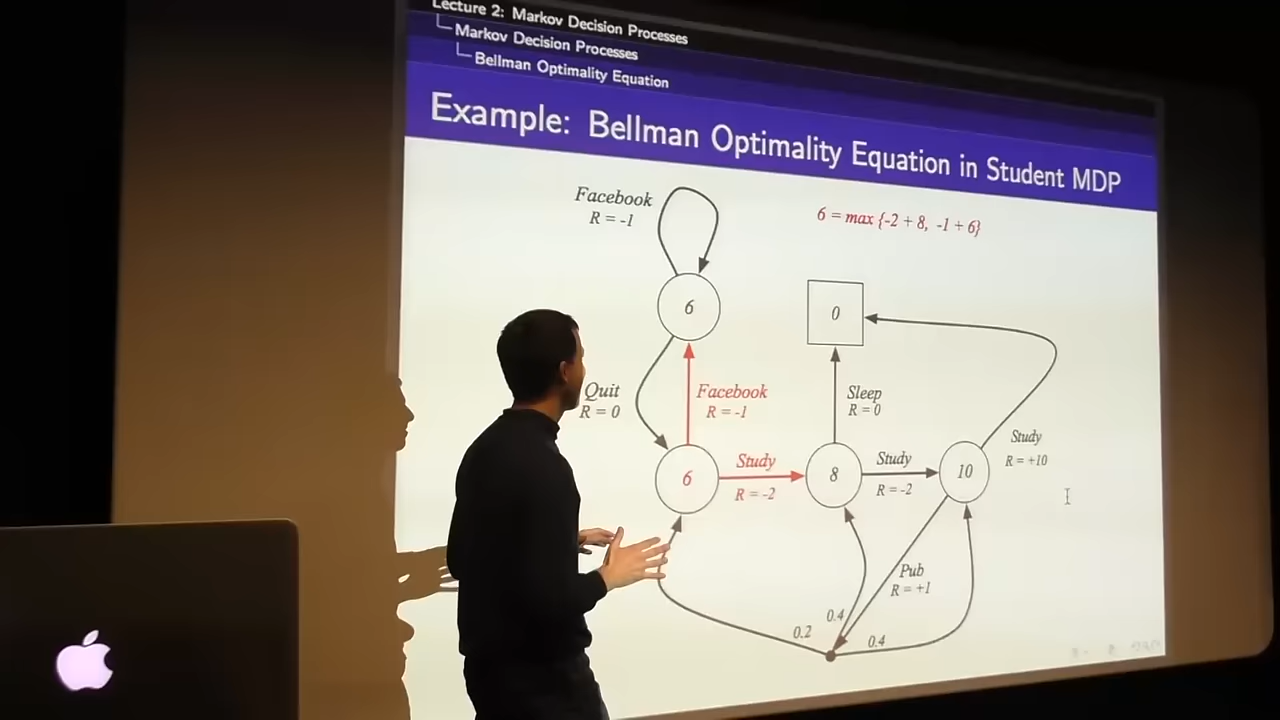 Lecture 2: Markov Decision Processes
Markov Decision Processes
Bellman Optimality Equation
Example: Bellman Optimality Equation in Student MDP
Facebook
R = -1
6 = max {-2 + 8, -1 + 6}
6
0
Quit
R = 0
Facebook
R = -1
Sleep
R = 0
6
Study
R = -2
8
Study
R = -2
10
Study
R = +10
Pub
R = +1
0.2
0.4
0.4